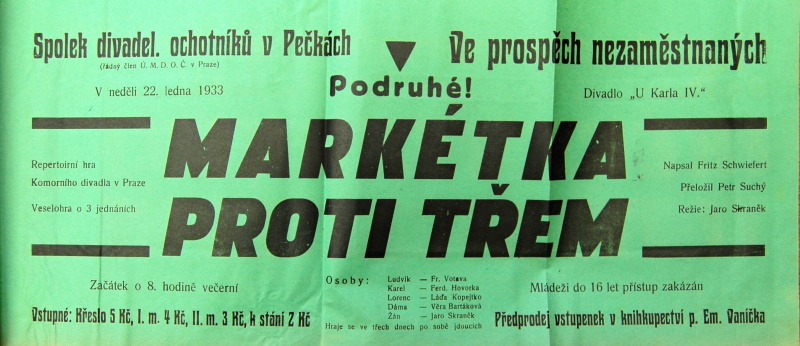 Spolek divadel. ochotníků v Pečkách
(řádný člen Ú. M. D. O. Č. v Praze)
Ve prospěch nezaměstnaných
V neděli 22. ledna 1933
Podruhé!
Divadlo „U Karla IV.“
MARKÉTKA
PROTI TŘEM
Repertoirní hra
Komorního divadla v Praze
Veselohra o 3 jednáních
Napsal Fritz Schwiefert
Přeložil Petr Suchý
Režie: Jaro Skraněk
Začátek o 8. hodině večerní
Osoby:
Ludvík — Fr. Votava
Karel — Ferd. Hovorka
Lorenc — Láďa Kopejtko
Dáma — Věra Bartáková
Žán — Jaro Skraněk
Hraje se ve třech dnech po sobě jdoucích
Mládeži do 16 let přístup zakázán
Vstupné: Křeslo 5 Kč, I. m. 4 Kč, II. m. 3 Kč, k stání 2 Kč
Předprodej vstupenek v knihkupectví p. Em. Vaníčka